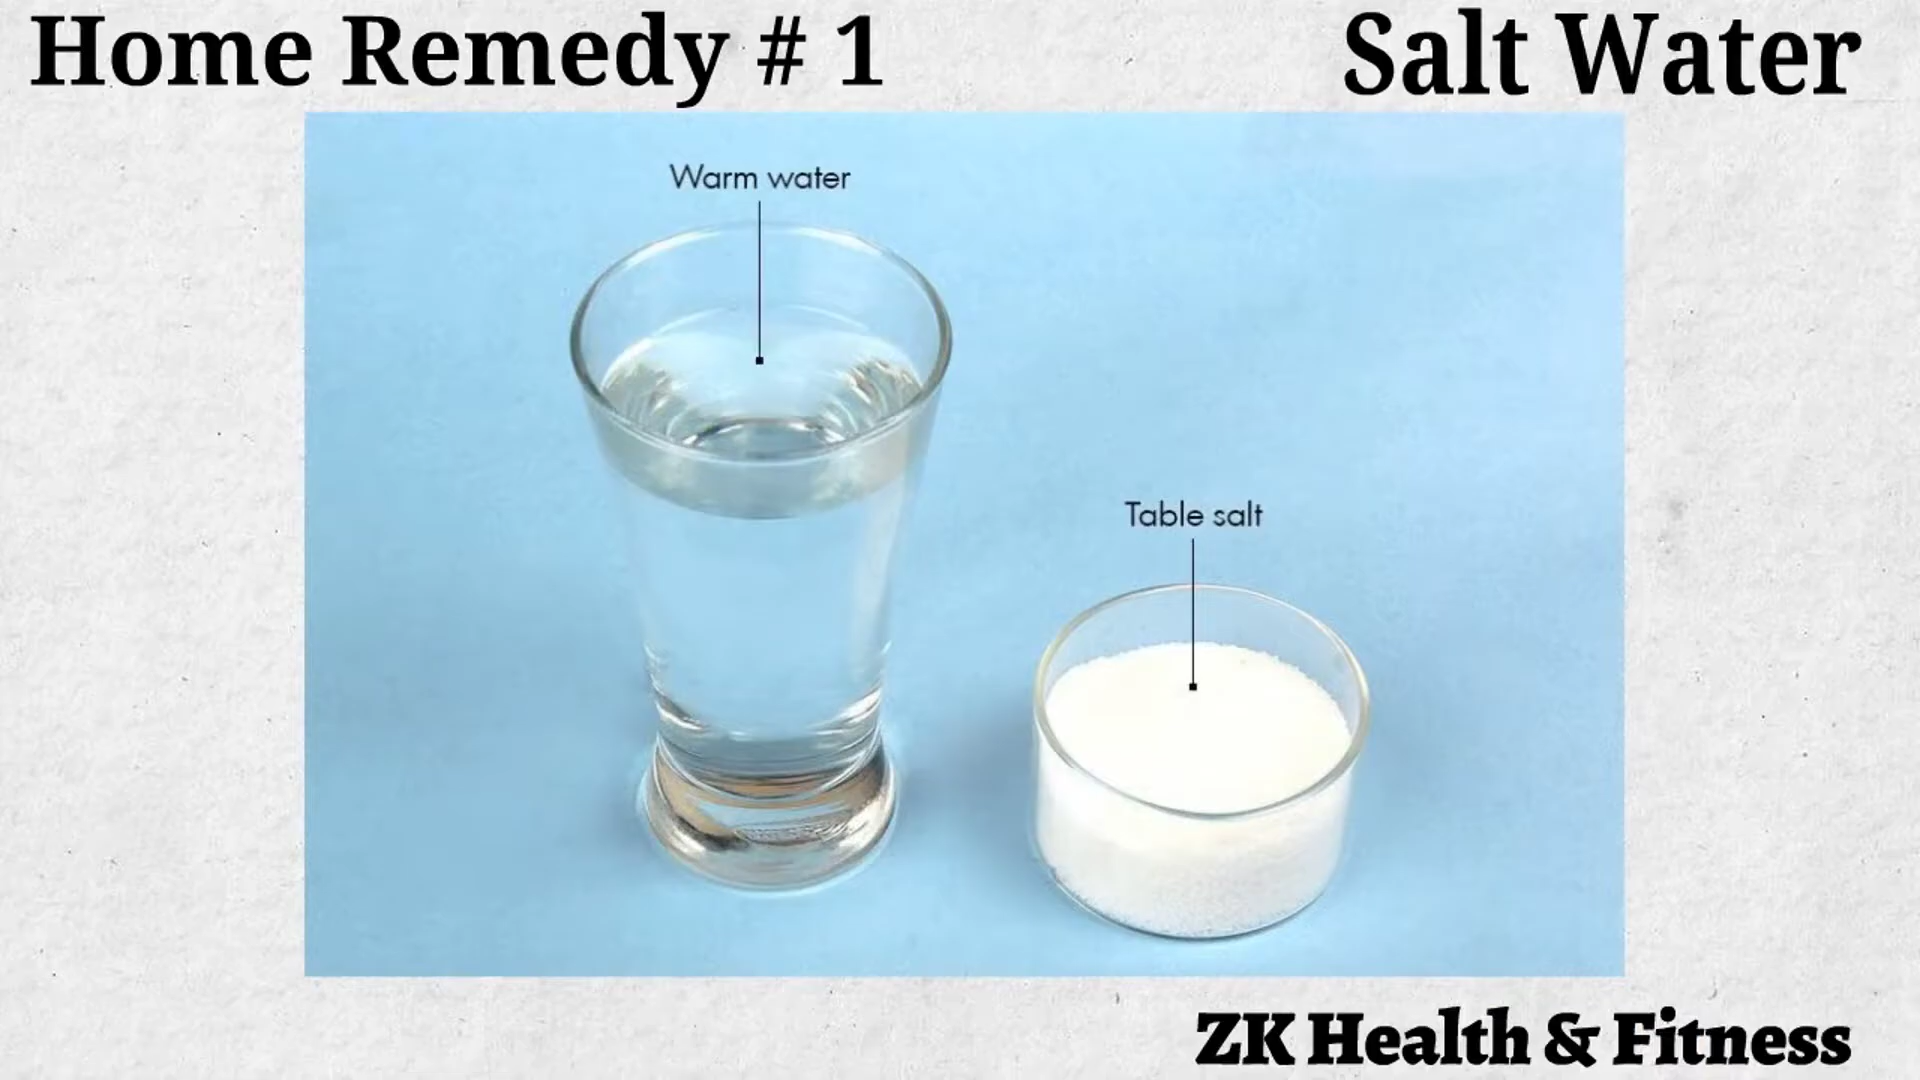 Home Remedy # 1
Salt Water
Warm water
Table salt
ZK Health & Fitness